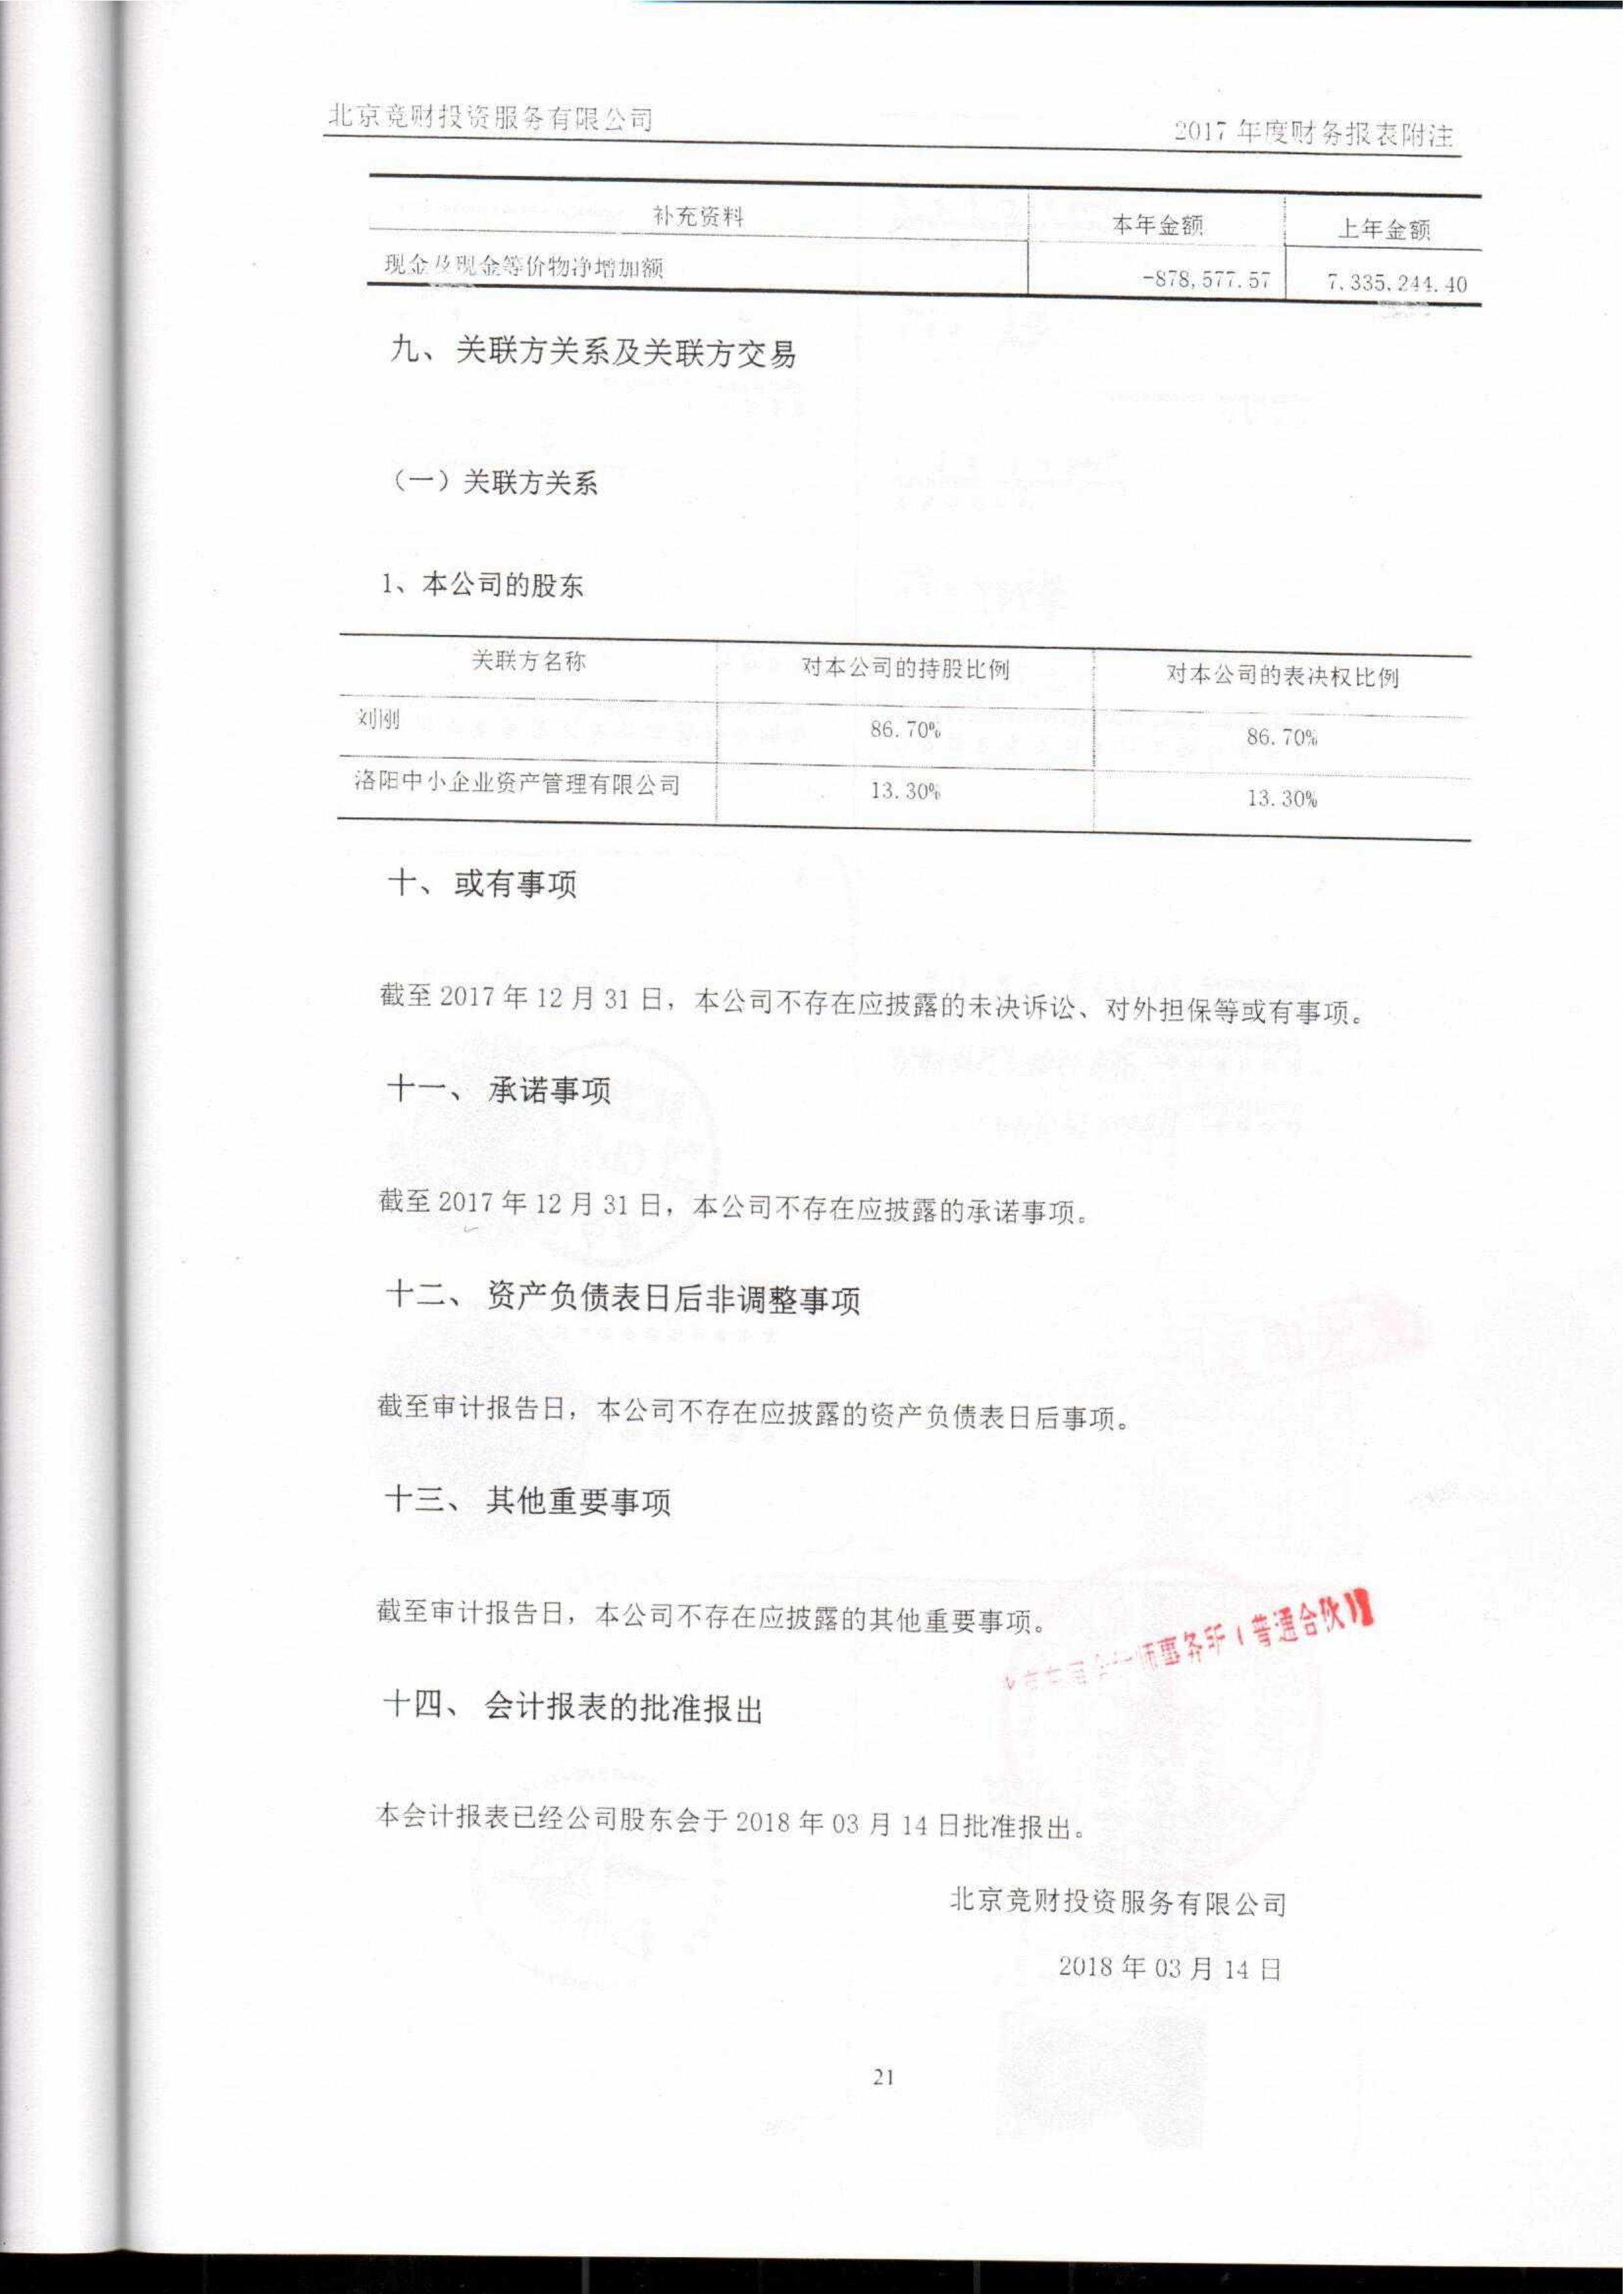 北京竞财投资服务有限公司
2017 年度财务报表附注
补充资料 本年金额 上年金额
现金及现金等价物净增加额 -878,577.57 7,335,244.40
九、 关联方关系及关联方交易
（一）关联方关系
1、本公司的股东
关联方名称 对本公司的持股比例 对本公司的表决权比例
刘刚 86.70% 86.70%
洛阳中小企业资产管理有限公司 13.30% 13.30%
十、 或有事项
截至 2017 年 12 月 31 日，本公司不存在应披露的未决诉讼、对外担保等或有事项。
十一、 承诺事项
截至 2017 年 12 月 31 日，本公司不存在应披露的承诺事项。
十二、 资产负债表日后非调整事项
截至审计报告日，本公司不存在应披露的资产负债表日后事项。
十三、 其他重要事项
截至审计报告日，本公司不存在应披露的其他重要事项。
师事务所（普通合伙）
十四、 会计报表的批准报出
本会计报表已经公司股东会于 2018 年 03 月 14 日批准报出。
北京竞财投资服务有限公司
2018 年 03 月 14 日
21